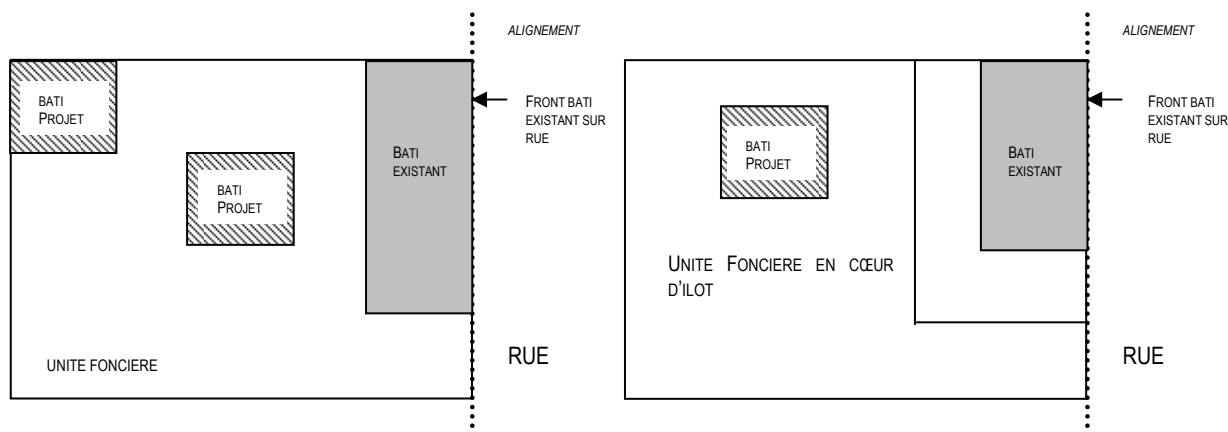 ALIGNEMENT
BATI
PROJET
FRONT BATI
EXISTANT SUR
RUE
BATI
EXISTANT
BATI
PROJET
UNITE FONCIERE
RUE
ALIGNEMENT
FRONT BATI
EXISTANT SUR
RUE
BATI
PROJET
BATI
EXISTANT
UNITE FONCIERE EN CŒUR
D'ILOT
RUE